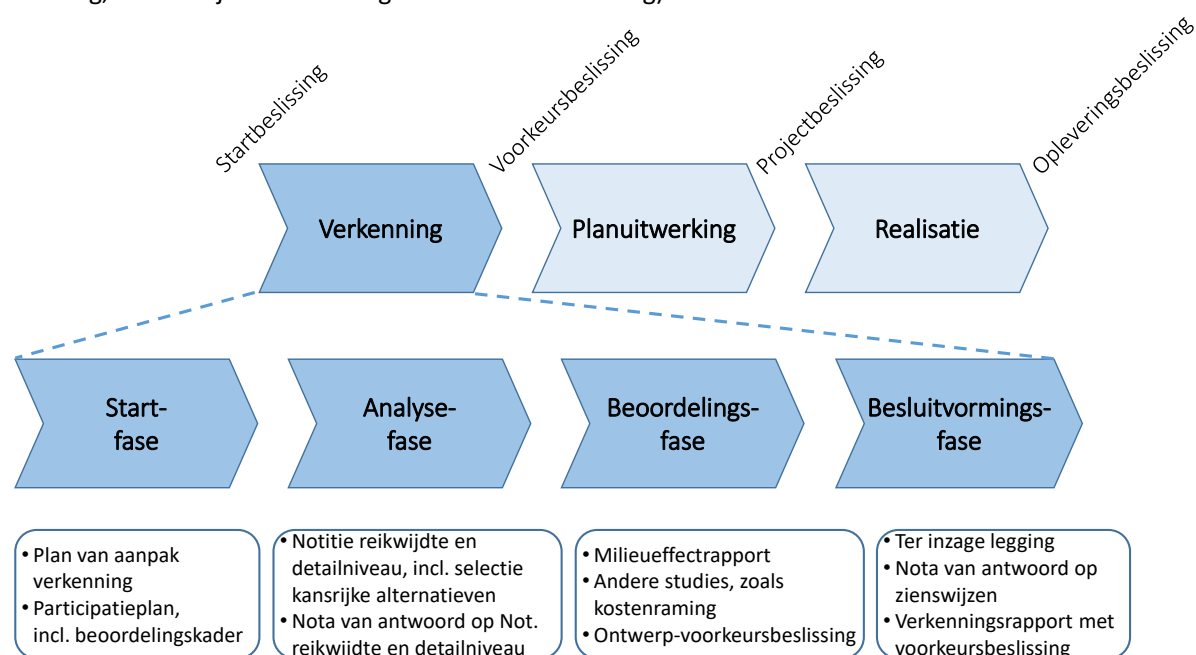 Startbeslissing
Voorkeursbeslissing
Projectbeslissing
Opleveringsbeslissing
Verkenning
Planuitwerking
Realisatie
Start-
fase
Analyse-
fase
Beoordelings-
fase
Besluitvormings-
fase
• Plan van aanpak
verkenning
• Participatieplan,
incl. beoordelingskader
• Notitie reikwijdte en
detailniveau, incl. selectie
kansrijke alternatieven
• Nota van antwoord op Not.
reikwijdte en detailniveau
• Milieueffectrapport
• Andere studies, zoals
kostenraming
• Ontwerp-voorkeursbeslissing
• Ter inzage legging
• Nota van antwoord op
zienswijzen
• Verkenningsrapport met
voorkeursbeslissing